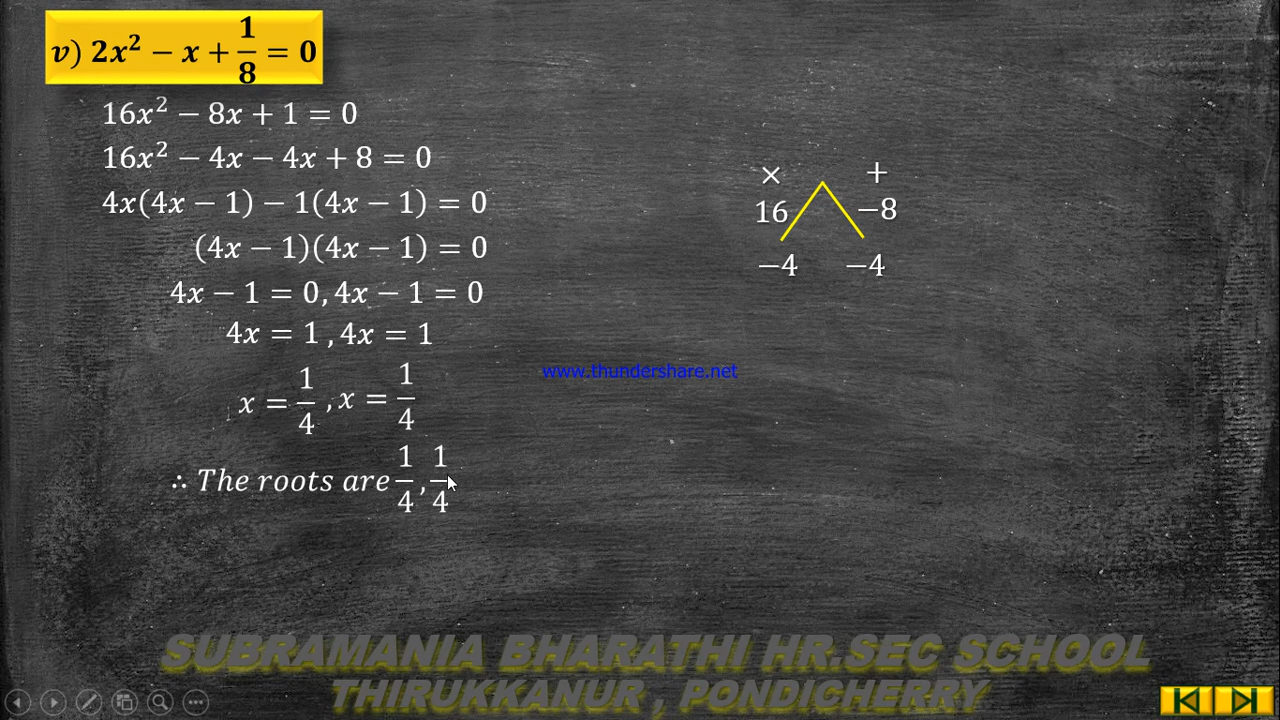 v) 2x² − x + 1/8 = 0
16x² − 8x + 1 = 0
16x² − 4x − 4x + 8 = 0
4x(4x − 1) − 1(4x − 1) = 0
(4x − 1)(4x − 1) = 0
4x − 1 = 0, 4x − 1 = 0
4x = 1 , 4x = 1
x = 1/4 , x = 1/4
∴ The roots are 1/4 , 1/4
× +
16 −8
−4 −4
www.thundershare.net
SUBRAMANIA BHARATHI HR.SEC SCHOOL
THIRUKKANUR , PONDICHERRY